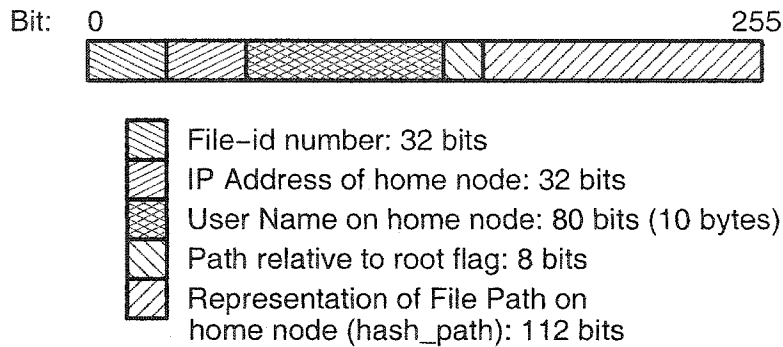 Bit: 0 255
File-id number: 32 bits
IP Address of home node: 32 bits
User Name on home node: 80 bits (10 bytes)
Path relative to root flag: 8 bits
Representation of File Path on
home node (hash_path): 112 bits